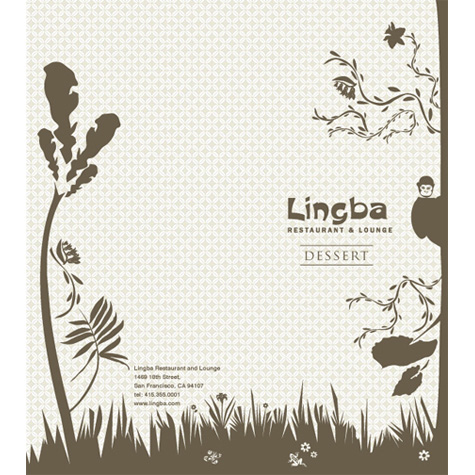 Lingba
RESTAURANT & LOUNGE
DESSERT
Lingba Restaurant and Lounge
1469 18th Street,
San Francisco, CA 94107
tel: 415.355.0001
www.lingba.com